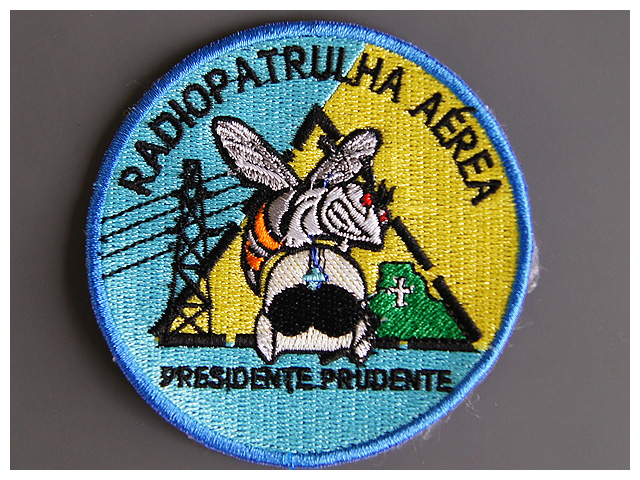 RADIOPATRULHA AÉREA
PRESIDENTE PRUDENTE